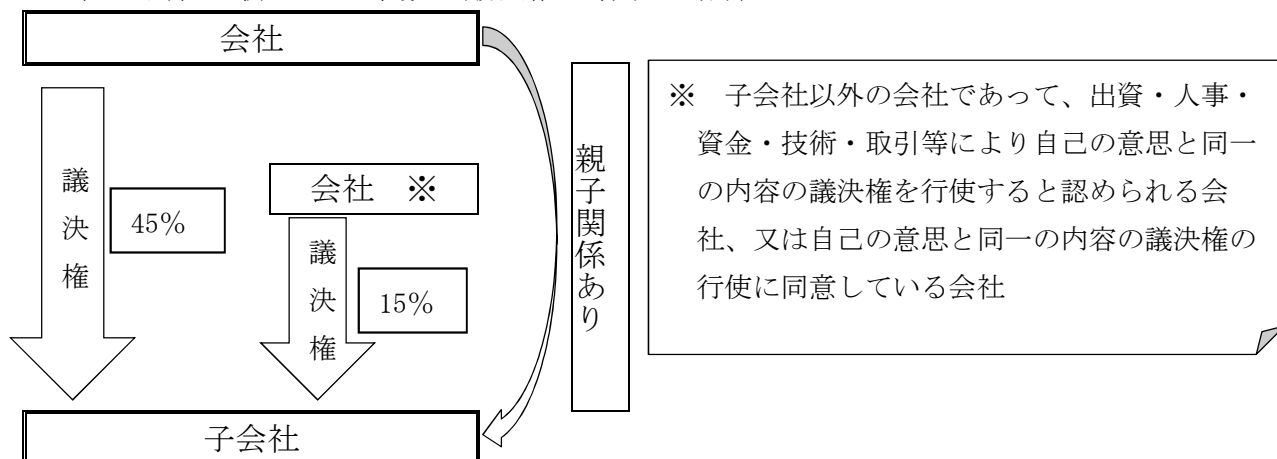 会社
議決権
45%
会社 ※
議決権
15%
親子関係あり
※ 子会社以外の会社であって、出資・人事・
資金・技術・取引等により自己の意思と同一
の内容の議決権を行使すると認められる会
社、又は自己の意思と同一の内容の議決権の
行使に同意している会社
子会社